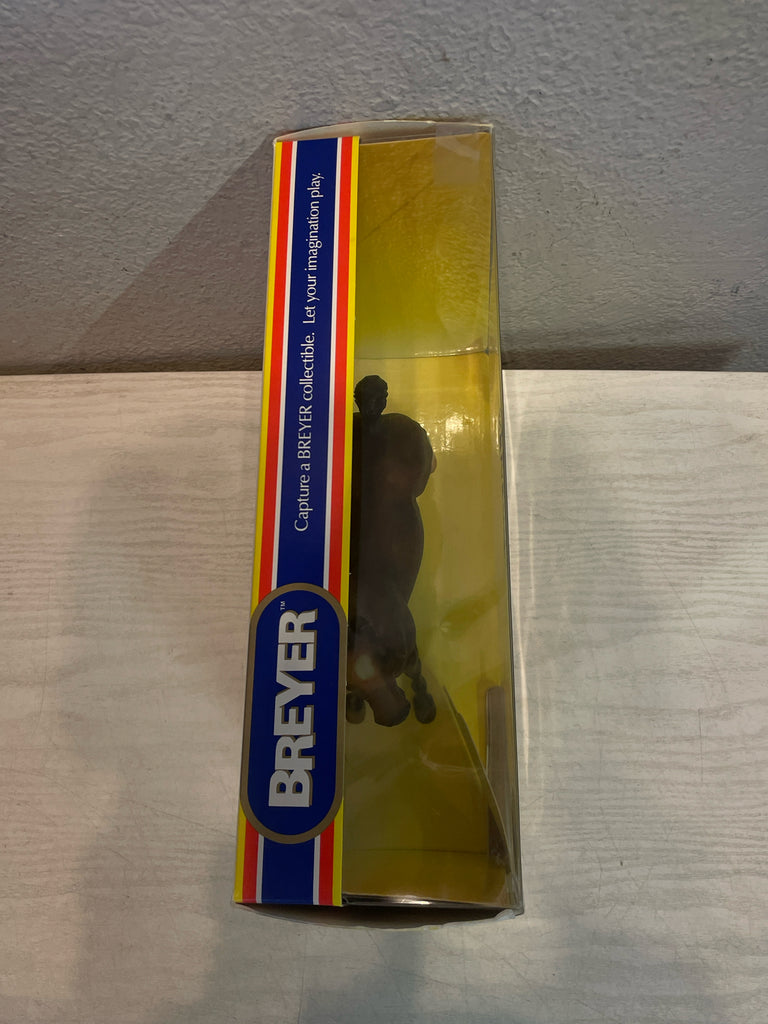 Capture a BREYER collectible. Let your imagination play.
BREYER™